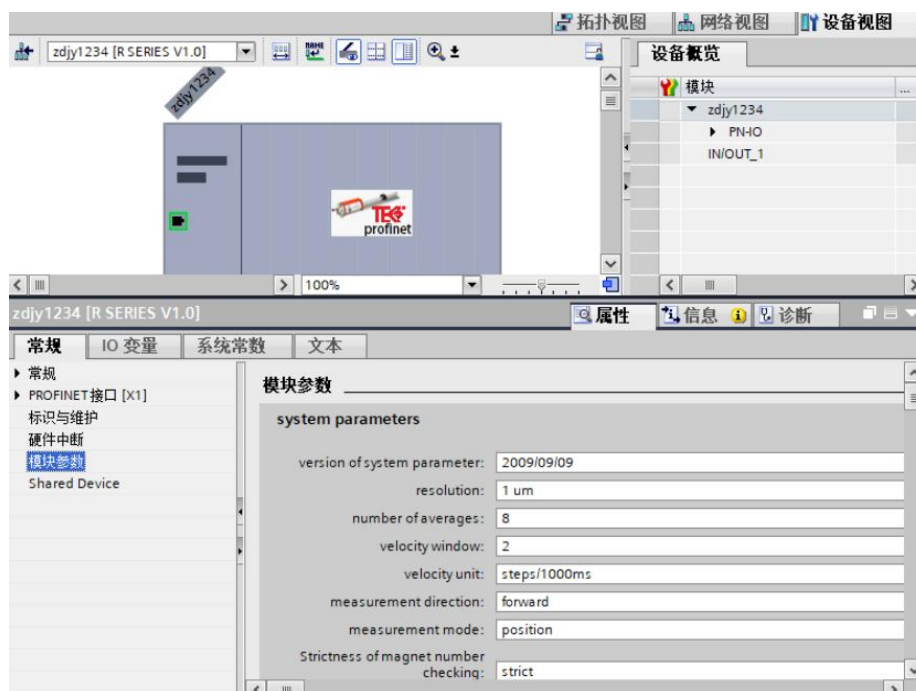 拓扑视图 网络视图 设备视图
zdjy1234 [R SERIES V1.0]
设备概览
模块 ...
zdjy1234
PN-IO
IN/OUT_1
zdjy1234
TEC
profinet
100%
zdjy1234 [R SERIES V1.0]
属性 信息 诊断
常规 IO 变量 系统常数 文本
常规
PROFINET接口 [X1]
标识与维护
硬件中断
模块参数
Shared Device
模块参数
system parameters
version of system parameter: 2009/09/09
resolution: 1 um
number of averages: 8
velocity window: 2
velocity unit: steps/1000ms
measurement direction: forward
measurement mode: position
Strictness of magnet number
checking: strict